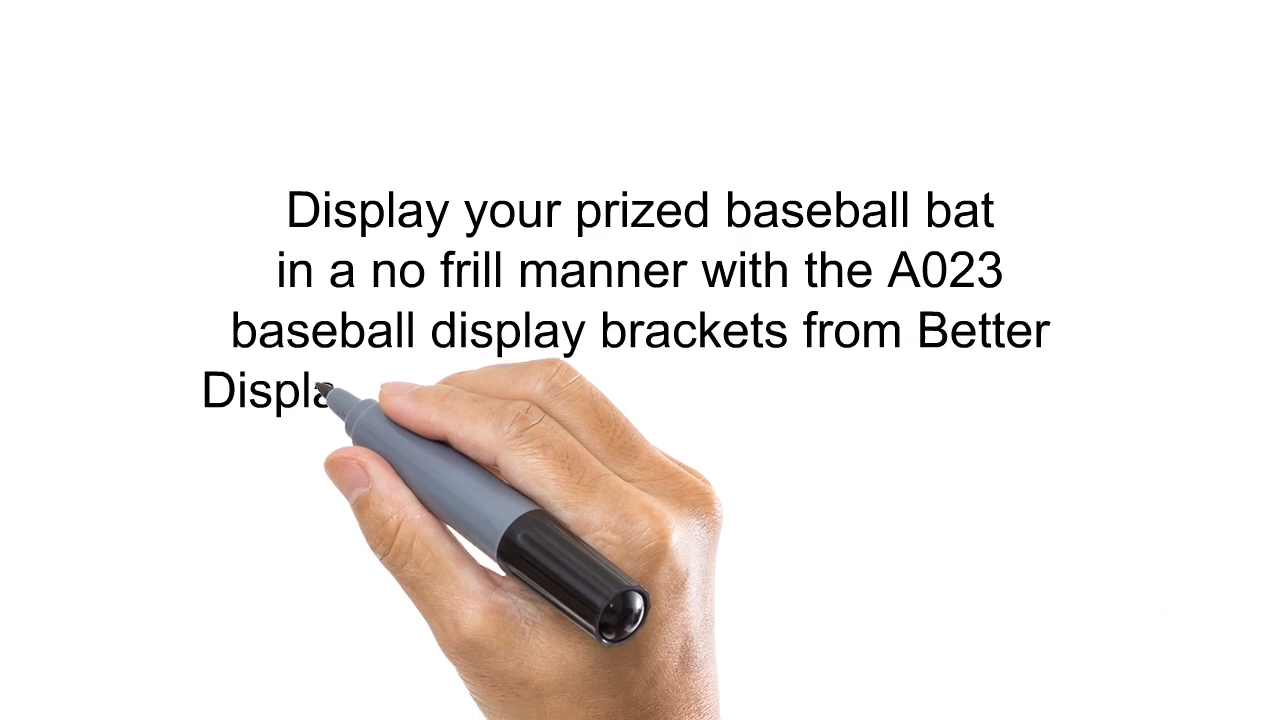 Display your prized baseball bat
in a no frill manner with the A023
baseball display brackets from Better
Displa